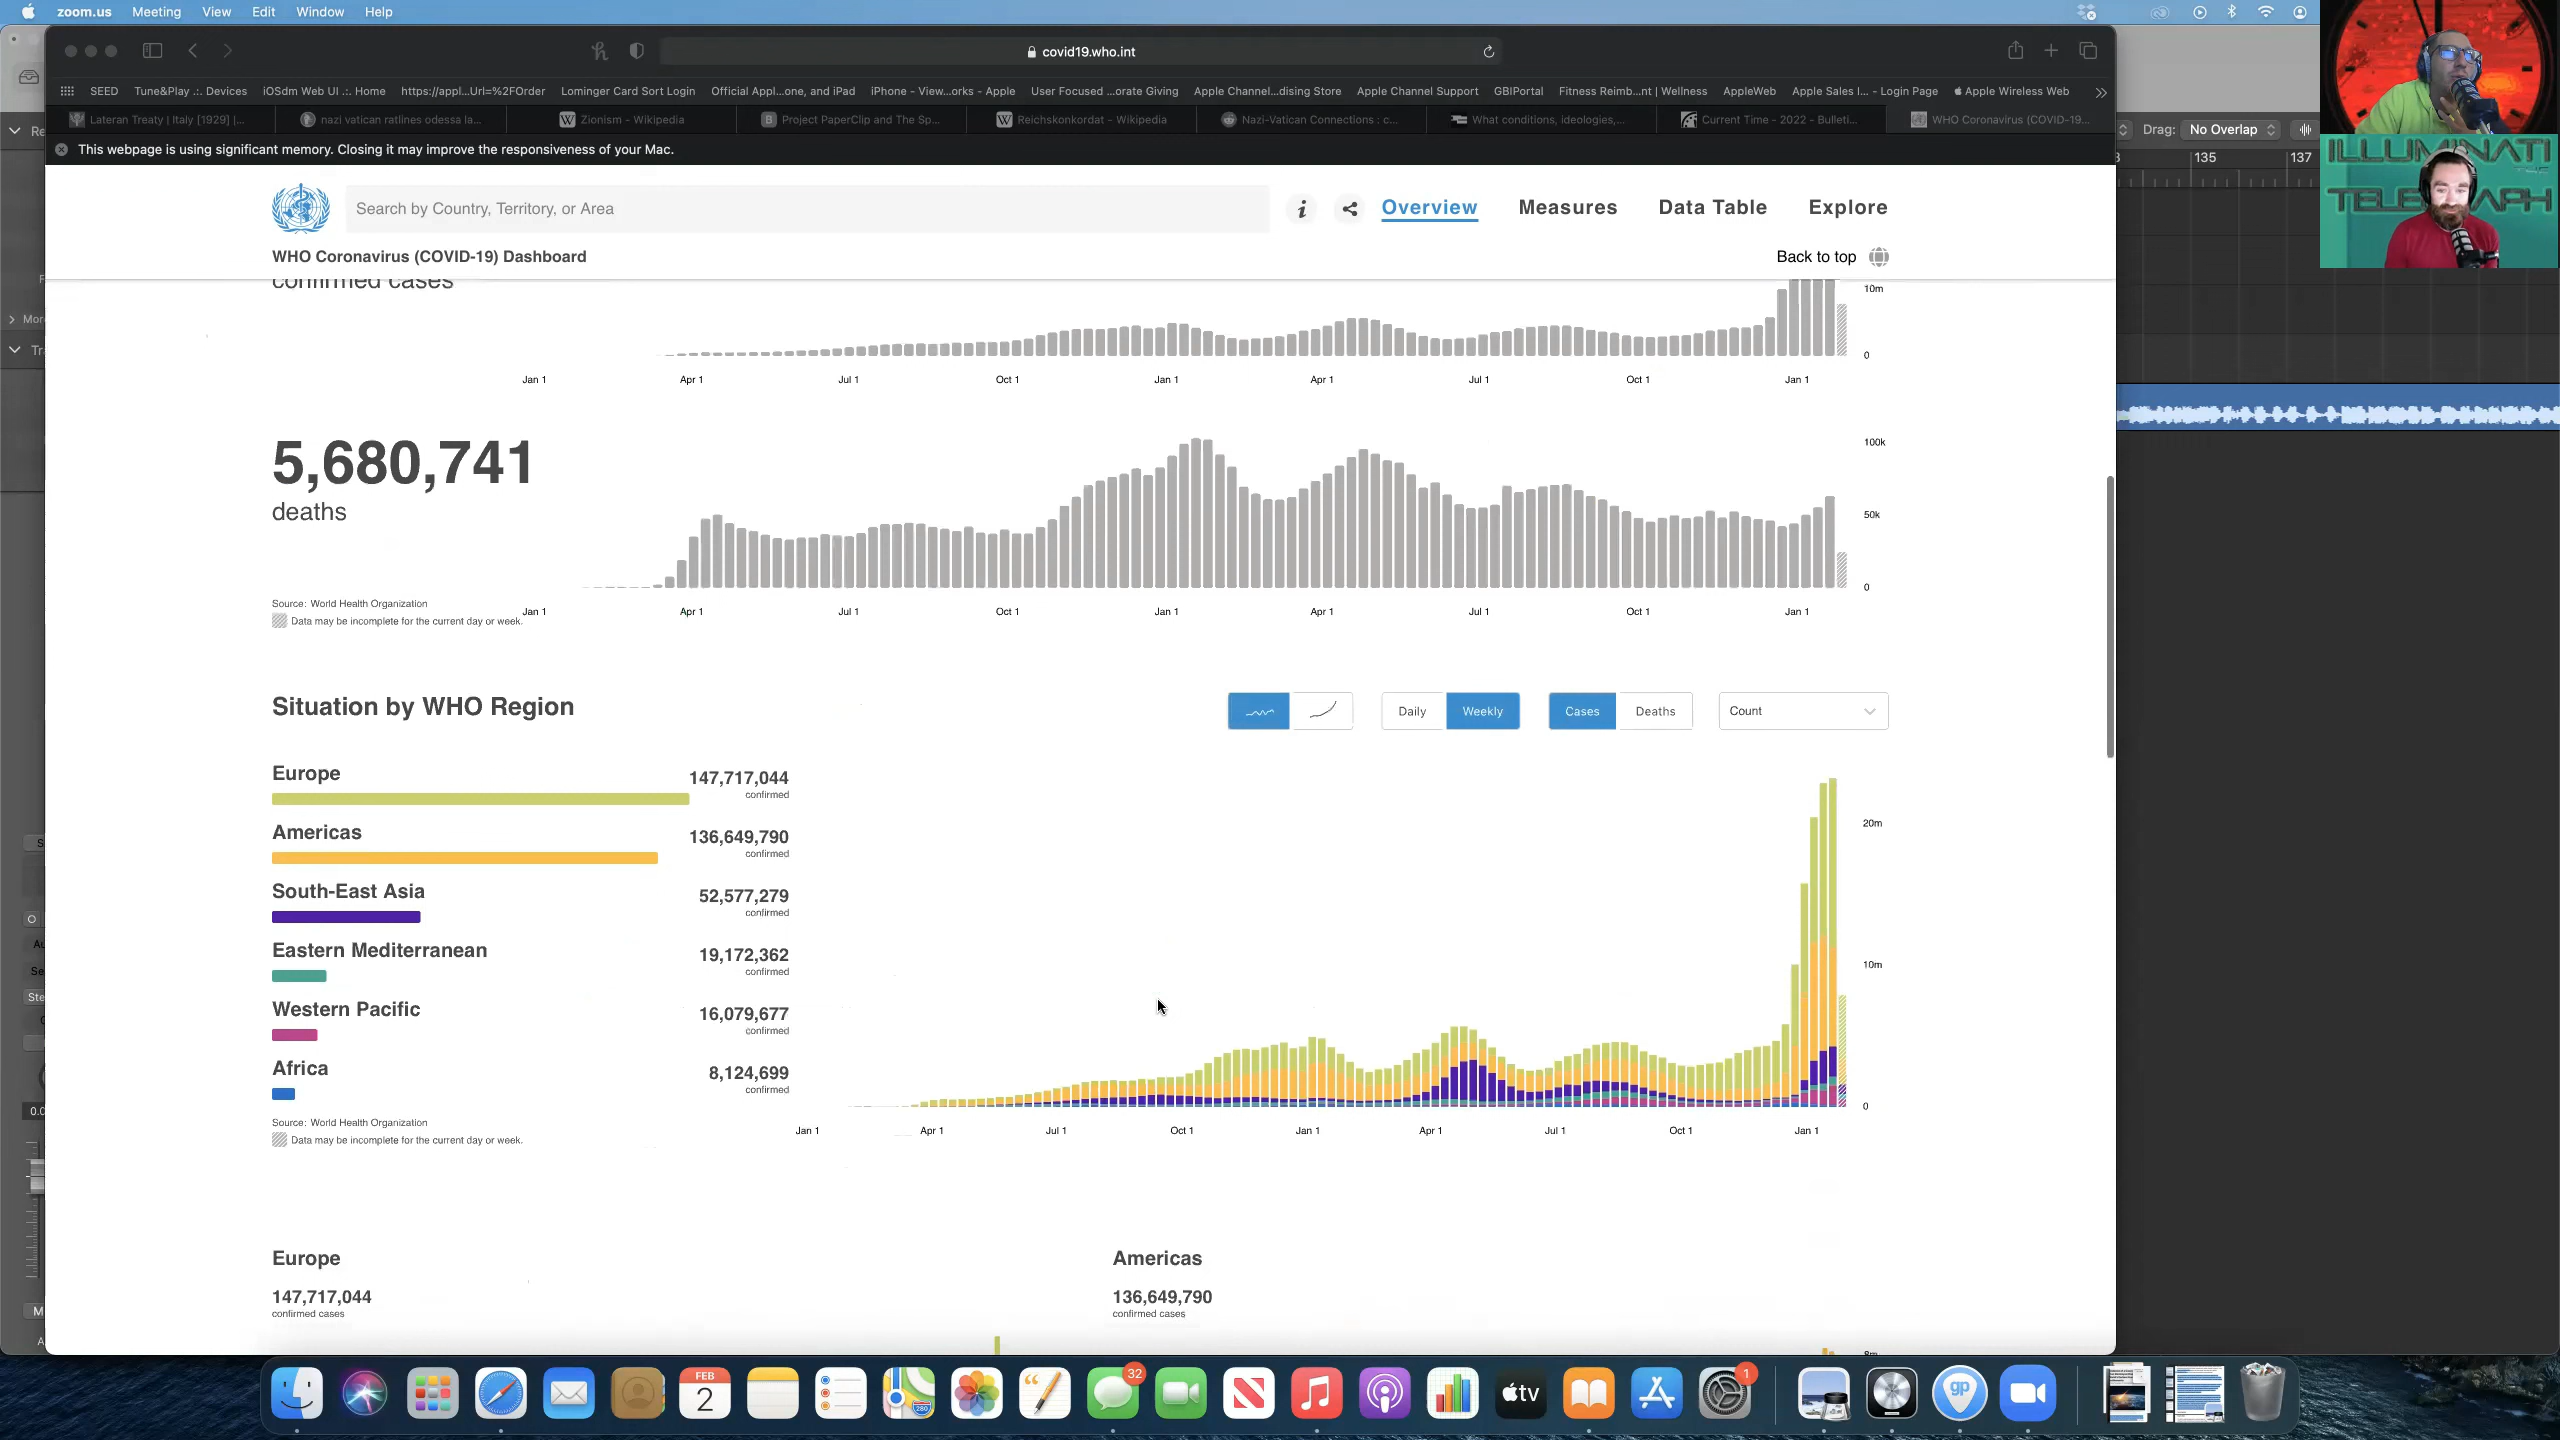 zoom.us Meeting View Edit Window Help
covid19.who.int
SEED Tune&Play .:. Devices iOSdm Web UI .:. Home https://appl...Url=%2FOrder Lominger Card Sort Login Official Appl...one, and iPad iPhone - View...orks - Apple User Focused ...orate Giving Apple Channel...dising Store Apple Channel Support GBIPortal Fitness Reimb...nt | Wellness AppleWeb Apple Sales I... - Login Page Apple Wireless Web
Lateran Treaty | Italy [1929] |... nazi vatican ratlines odessa la... Zionism – Wikipedia Project PaperClip and The Sp... Reichskonkordat – Wikipedia Nazi-Vatican Connections : c... What conditions, ideologies,... Current Time - 2022 - Bulleti... WHO Coronavirus (COVID-19...
Drag: No Overlap
This webpage is using significant memory. Closing it may improve the responsiveness of your Mac.
135 137
ILLUMINATI
Search by Country, Territory, or Area
Overview Measures Data Table Explore
WHO Coronavirus (COVID-19) Dashboard
Back to top
confirmed cases
10m
0
Jan 1 Apr 1 Jul 1 Oct 1 Jan 1 Apr 1 Jul 1 Oct 1 Jan 1
5,680,741
deaths
100k
50k
0
Source: World Health Organization
Data may be incomplete for the current day or week.
Jan 1 Apr 1 Jul 1 Oct 1 Jan 1 Apr 1 Jul 1 Oct 1 Jan 1
Situation by WHO Region
Daily Weekly Cases Deaths Count
Europe 147,717,044
confirmed
Americas 136,649,790
confirmed
South-East Asia 52,577,279
confirmed
Eastern Mediterranean 19,172,362
confirmed
Western Pacific 16,079,677
confirmed
Africa 8,124,699
confirmed
20m
10m
0
Source: World Health Organization
Data may be incomplete for the current day or week.
Jan 1 Apr 1 Jul 1 Oct 1 Jan 1 Apr 1 Jul 1 Oct 1 Jan 1
Europe
147,717,044
confirmed cases
Americas
136,649,790
confirmed cases
8m
FEB
2
32
280
tv
1
gp